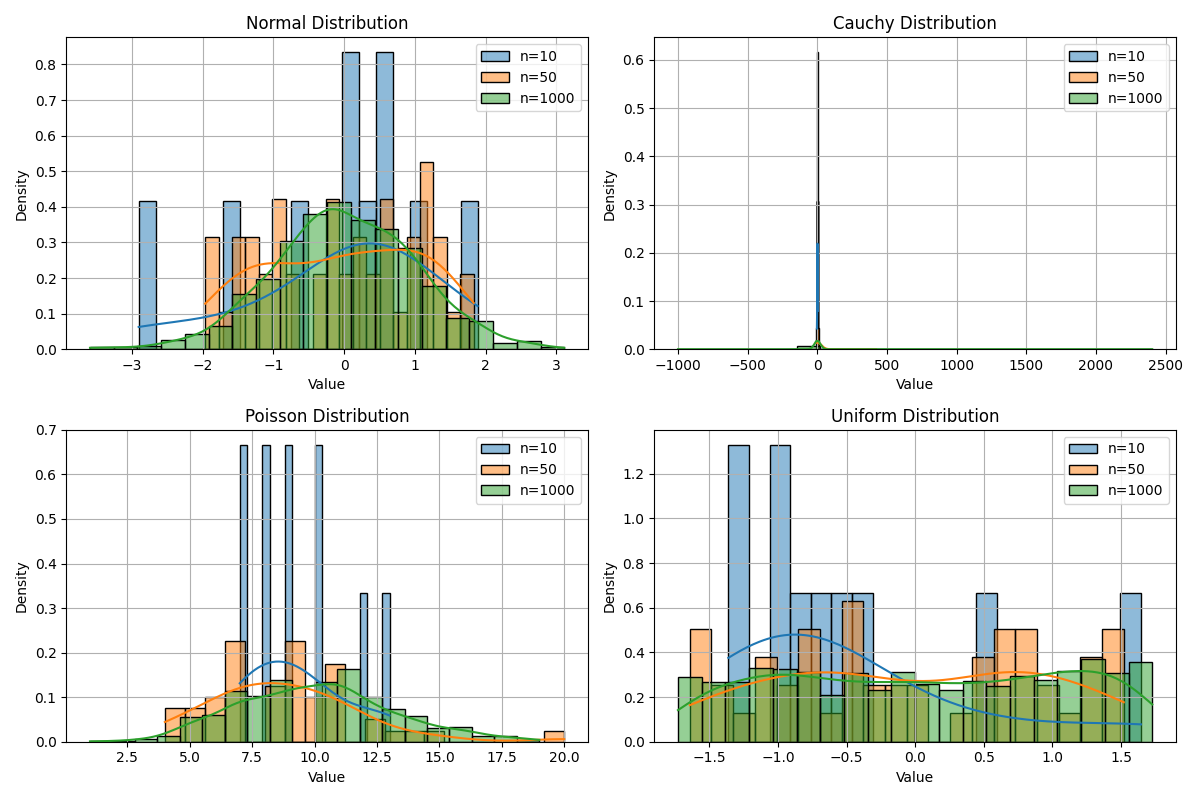 Normal Distribution
Density
0.8
0.7
0.6
0.5
0.4
0.3
0.2
0.1
0.0
−3 −2 −1 0 1 2 3
Value
n=10
n=50
n=1000
Cauchy Distribution
Density
0.6
0.5
0.4
0.3
0.2
0.1
0.0
−1000 −500 0 500 1000 1500 2000 2500
Value
n=10
n=50
n=1000
Poisson Distribution
Density
0.7
0.6
0.5
0.4
0.3
0.2
0.1
0.0
2.5 5.0 7.5 10.0 12.5 15.0 17.5 20.0
Value
n=10
n=50
n=1000
Uniform Distribution
Density
1.2
1.0
0.8
0.6
0.4
0.2
0.0
−1.5 −1.0 −0.5 0.0 0.5 1.0 1.5
Value
n=10
n=50
n=1000